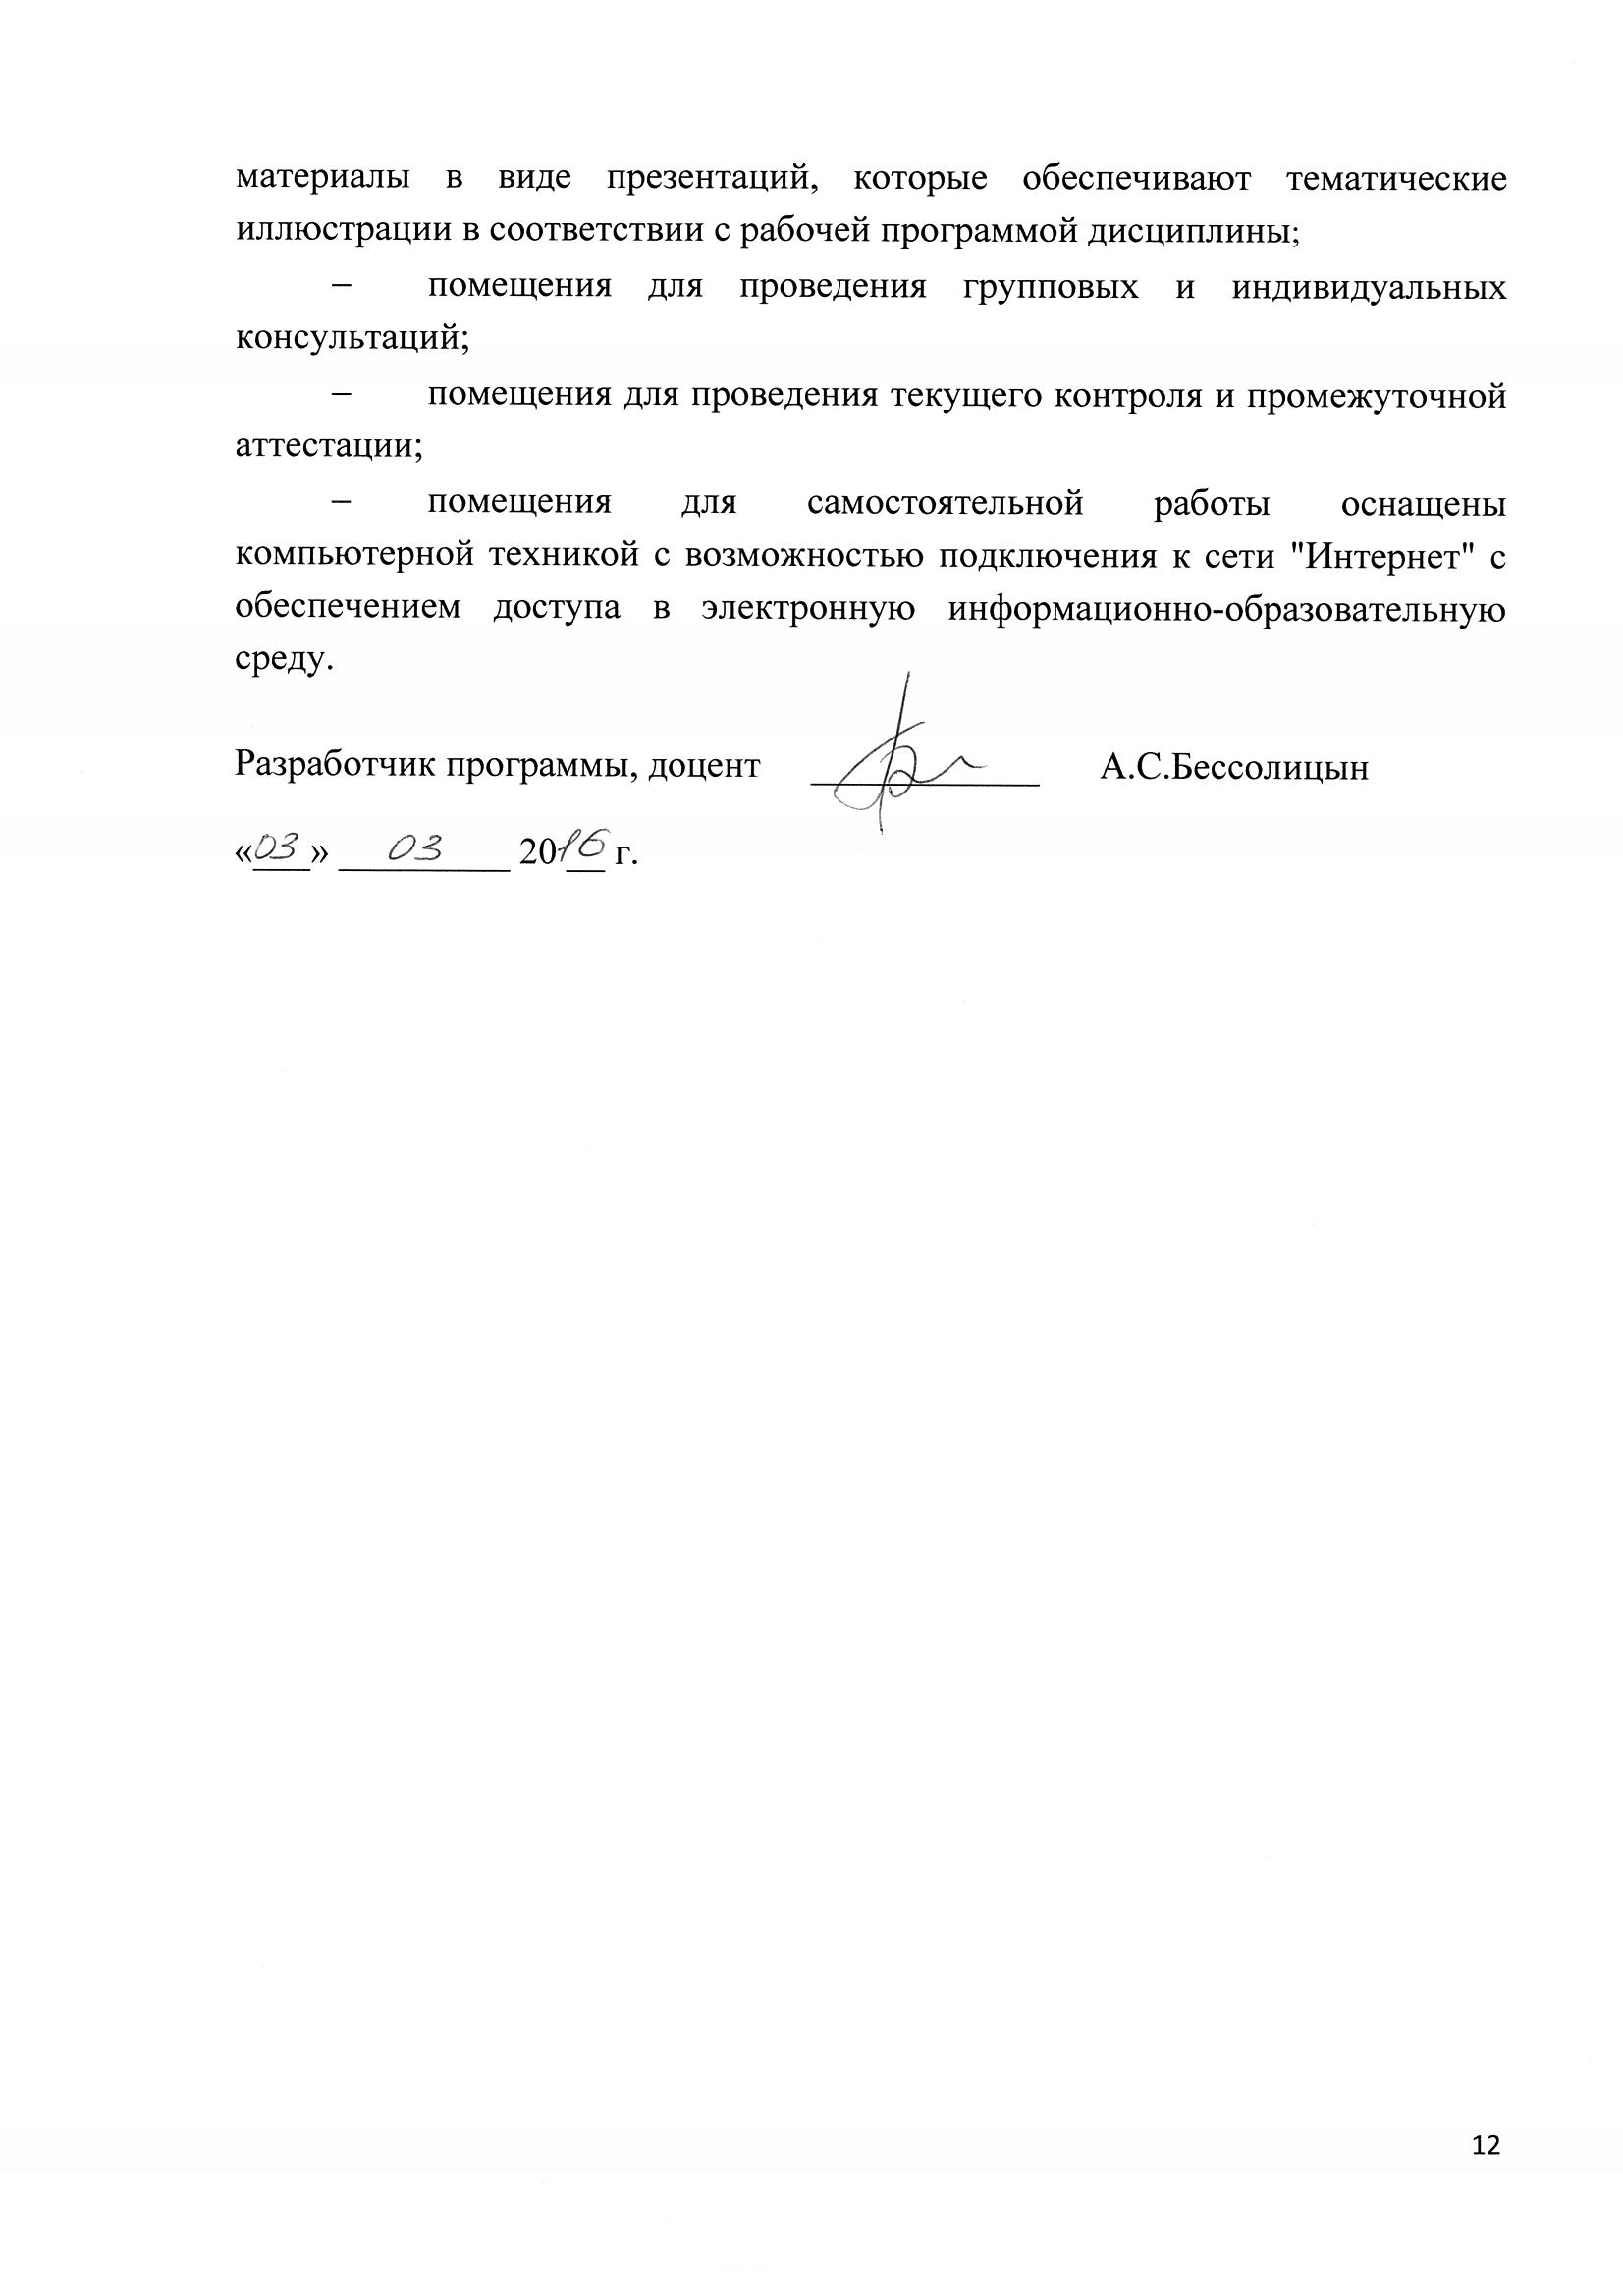 материалы в виде презентаций, которые обеспечивают тематические
иллюстрации в соответствии с рабочей программой дисциплины;
– помещения для проведения групповых и индивидуальных
консультаций;
– помещения для проведения текущего контроля и промежуточной
аттестации;
– помещения для самостоятельной работы оснащены
компьютерной техникой с возможностью подключения к сети "Интернет" с
обеспечением доступа в электронную информационно-образовательную
среду.
Разработчик программы, доцент А.С.Бессолицын
«03» 03 2016 г.
12